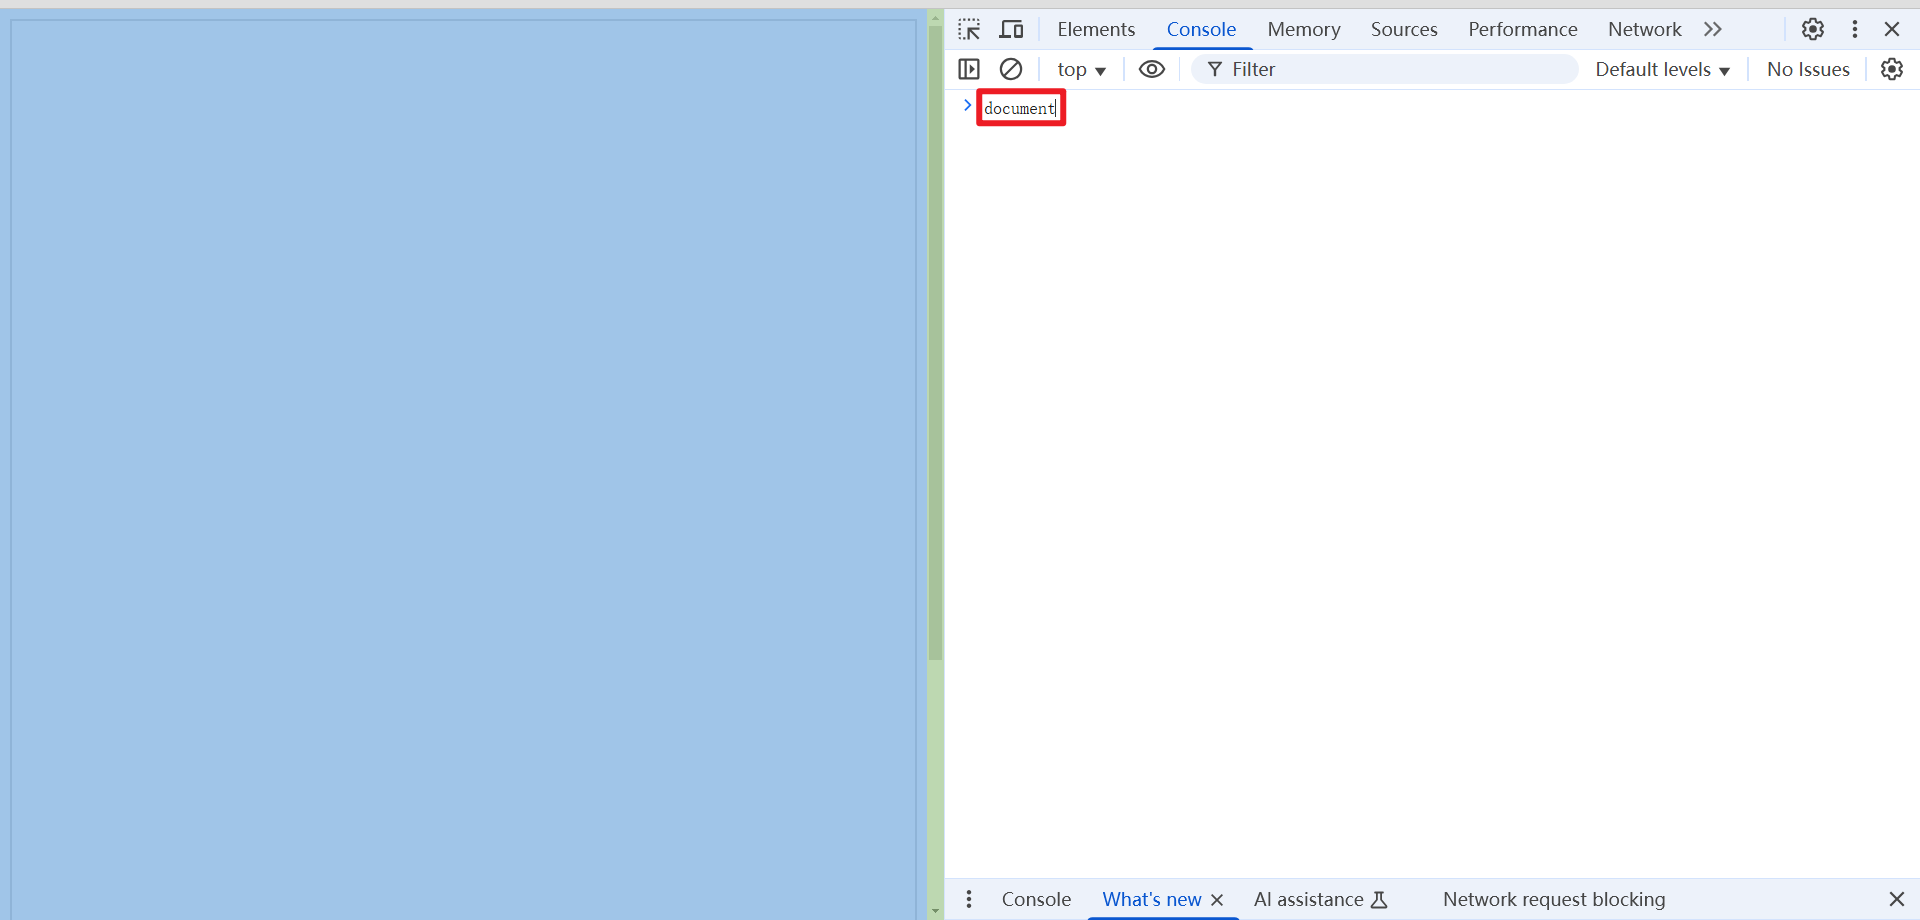 Elements Console Memory Sources Performance Network
top Filter Default levels No Issues
document
Console What's new AI assistance Network request blocking